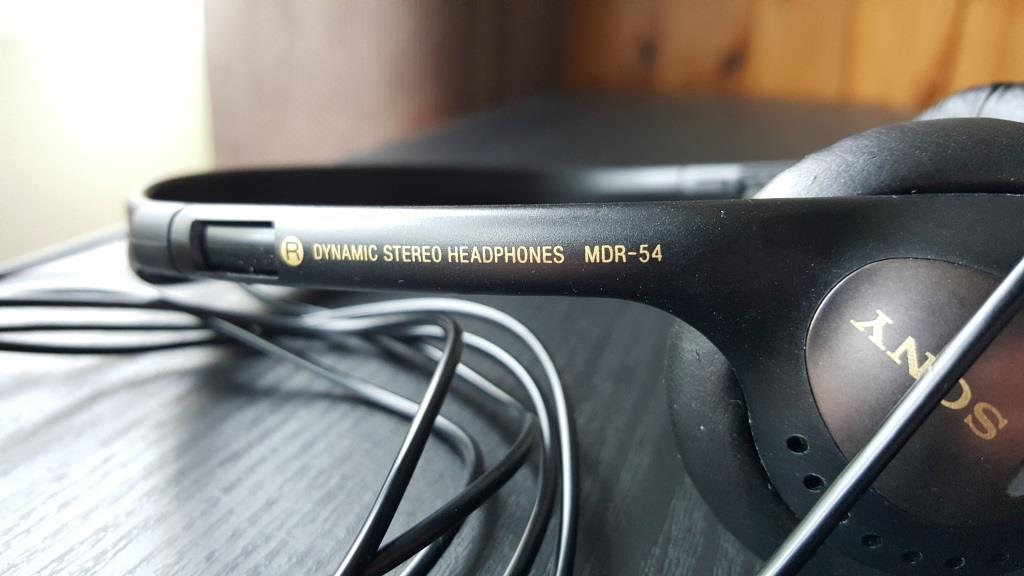 R DYNAMIC STEREO HEADPHONES MDR-54
SONY